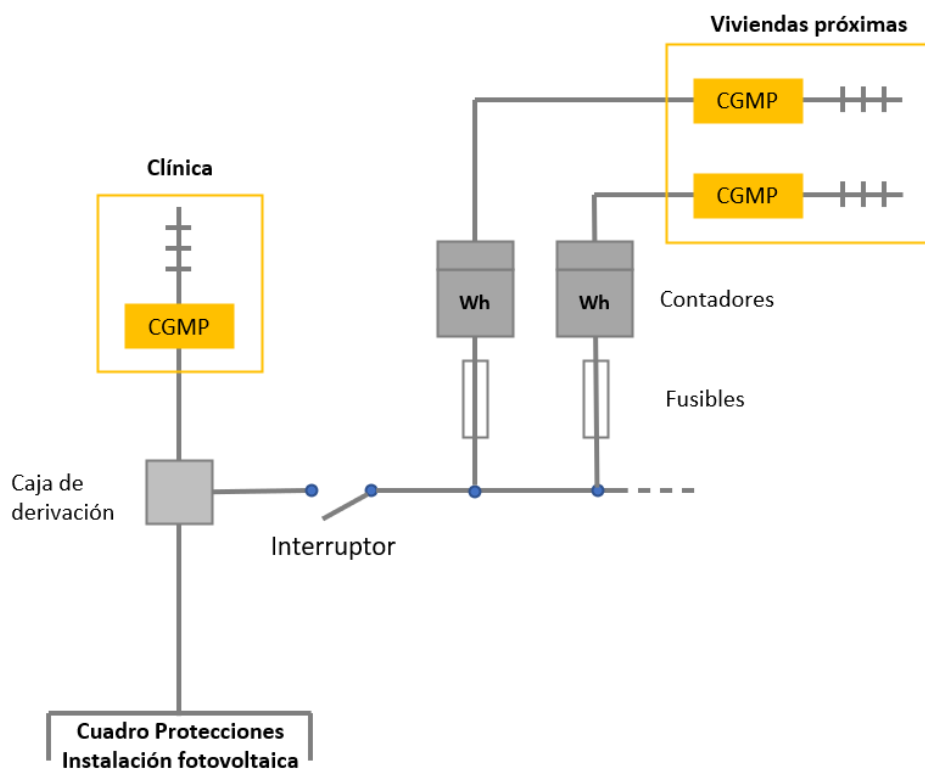 Viviendas próximas
CGMP
CGMP
Clínica
CGMP
Wh
Wh
Contadores
Fusibles
Caja de
derivación
Interruptor
Cuadro Protecciones
Instalación fotovoltaica